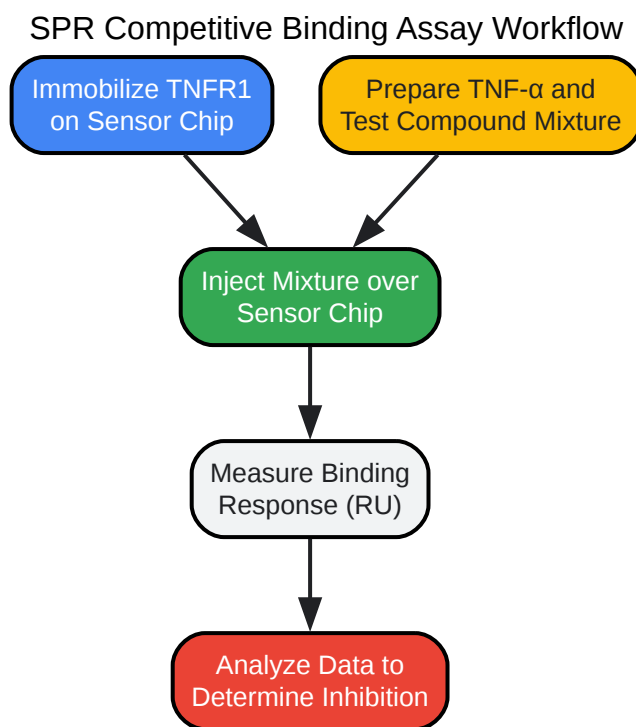 SPR Competitive Binding Assay Workflow
Immobilize TNFR1
on Sensor Chip
Prepare TNF-α and
Test Compound Mixture
Inject Mixture over
Sensor Chip
Measure Binding
Response (RU)
Analyze Data to
Determine Inhibition